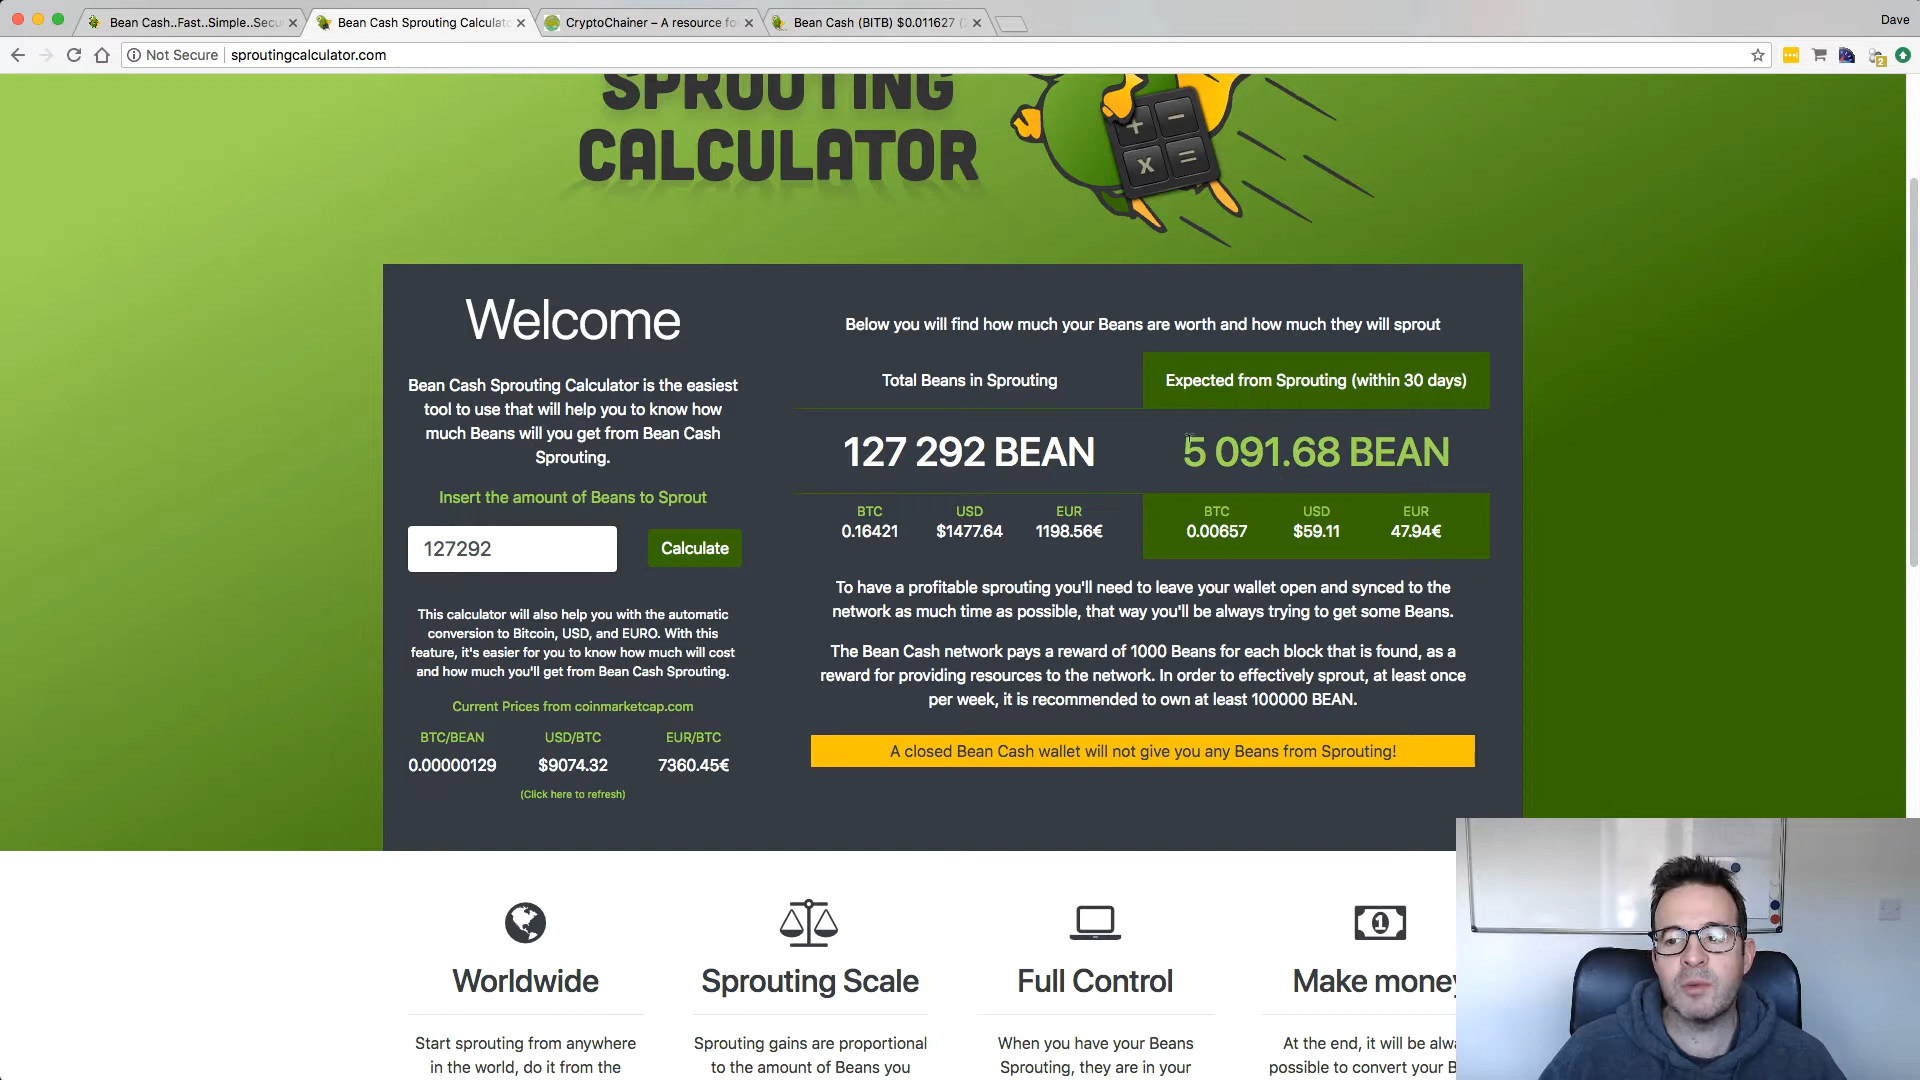 Bean Cash..Fast..Simple..Secu
Bean Cash Sprouting Calculato
CryptoChainer – A resource fo
Bean Cash (BITB) $0.011627 (
Dave
Not Secure
sproutingcalculator.com
2
SPROUTING
CALCULATOR
+ −
x =
Welcome
Bean Cash Sprouting Calculator is the easiest
tool to use that will help you to know how
much Beans will you get from Bean Cash
Sprouting.
Insert the amount of Beans to Sprout
127292
Calculate
This calculator will also help you with the automatic
conversion to Bitcoin, USD, and EURO. With this
feature, it's easier for you to know how much will cost
and how much you'll get from Bean Cash Sprouting.
Current Prices from coinmarketcap.com
BTC/BEAN USD/BTC EUR/BTC
0.00000129 $9074.32 7360.45€
(Click here to refresh)
Below you will find how much your Beans are worth and how much they will sprout
Total Beans in Sprouting
Expected from Sprouting (within 30 days)
127 292 BEAN
5 091.68 BEAN
BTC USD EUR
0.16421 $1477.64 1198.56€
BTC USD EUR
0.00657 $59.11 47.94€
To have a profitable sprouting you'll need to leave your wallet open and synced to the
network as much time as possible, that way you'll be always trying to get some Beans.
The Bean Cash network pays a reward of 1000 Beans for each block that is found, as a
reward for providing resources to the network. In order to effectively sprout, at least once
per week, it is recommended to own at least 100000 BEAN.
A closed Bean Cash wallet will not give you any Beans from Sprouting!
Worldwide
Start sprouting from anywhere
in the world, do it from the
Sprouting Scale
Sprouting gains are proportional
to the amount of Beans you
Full Control
When you have your Beans
Sprouting, they are in your
1
Make money
At the end, it will be alwa
possible to convert your B